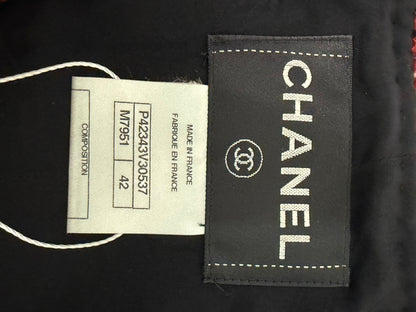 CHANEL
MADE IN FRANCE
FABRIQUE EN FRANCE
P42343V30537
M7951 42
COMPOSITION